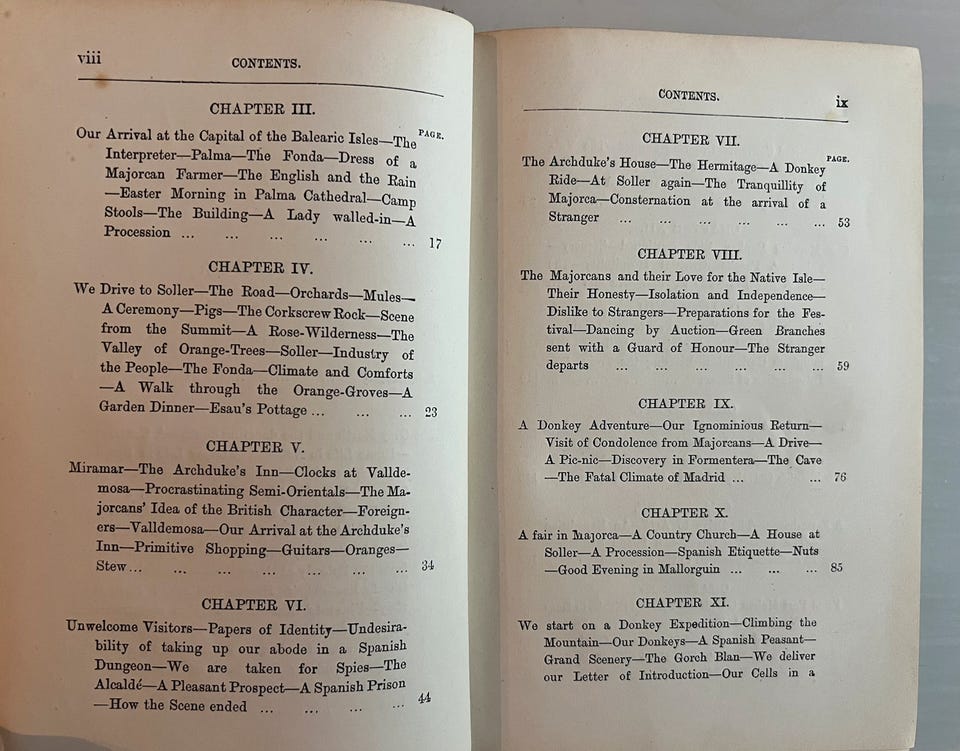 viii
CONTENTS.
CHAPTER III.
PAGE.
Our Arrival at the Capital of the Balearic Isles—The
Interpreter—Palma—The Fonda—Dress of a
Majorcan Farmer—The English and the Rain
—Easter Morning in Palma Cathedral—Camp
Stools—The Building—A Lady walled-in—A
Procession ... ... ... ... ... ... 17
CHAPTER IV.
We Drive to Soller—The Road—Orchards—Mules—
A Ceremony—Pigs—The Corkscrew Rock—Scene
from the Summit—A Rose-Wilderness—The
Valley of Orange-Trees—Soller—Industry of
the People—The Fonda—Climate and Comforts
—A Walk through the Orange-Groves—A
Garden Dinner—Esau's Pottage ... ... ... 23
CHAPTER V.
Miramar—The Archduke's Inn—Clocks at Vallde-
mosa—Procrastinating Semi-Orientals—The Ma-
jorcans' Idea of the British Character—Foreign-
ers—Valldemosa—Our Arrival at the Archduke's
Inn—Primitive Shopping—Guitars—Oranges—
Stew... ... ... ... ... ... ... 34
CHAPTER VI.
Unwelcome Visitors—Papers of Identity—Undesira-
bility of taking up our abode in a Spanish
Dungeon—We are taken for Spies—The
Alcaldé—A Pleasant Prospect—A Spanish Prison
—How the Scene ended ... ... ... ... 44
CONTENTS.
ix
CHAPTER VII.
PAGE.
The Archduke's House—The Hermitage—A Donkey
Ride—At Soller again—The Tranquillity of
Majorca—Consternation at the arrival of a
Stranger ... ... ... ... ... ... 53
CHAPTER VIII.
The Majorcans and their Love for the Native Isle—
Their Honesty—Isolation and Independence—
Dislike to Strangers—Preparations for the Fes-
tival—Dancing by Auction—Green Branches
sent with a Guard of Honour—The Stranger
departs ... ... ... ... ... ... 59
CHAPTER IX.
A Donkey Adventure—Our Ignominious Return—
Visit of Condolence from Majorcans—A Drive—
A Pic-nic—Discovery in Formentera—The Cave
—The Fatal Climate of Madrid ... ... 76
CHAPTER X.
A fair in Majorca—A Country Church—A House at
Soller—A Procession—Spanish Etiquette—Nuts
—Good Evening in Mallorguin ... ... ... 85
CHAPTER XI.
We start on a Donkey Expedition—Climbing the
Mountain—Our Donkeys—A Spanish Peasant—
Grand Scenery—The Gorch Blan—We deliver
our Letter of Introduction—Our Cells in a